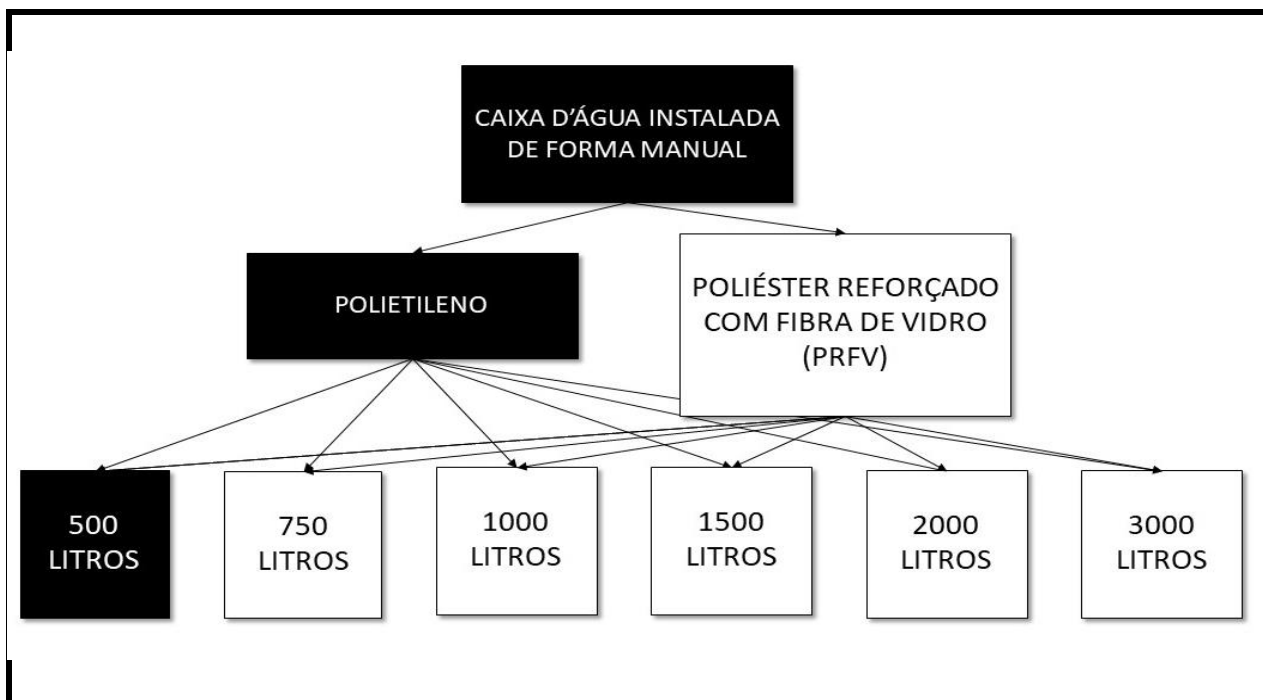 CAIXA D’ÁGUA INSTALADA
DE FORMA MANUAL
POLIETILENO
POLIÉSTER REFORÇADO
COM FIBRA DE VIDRO
(PRFV)
500
LITROS
750
LITROS
1000
LITROS
1500
LITROS
2000
LITROS
3000
LITROS